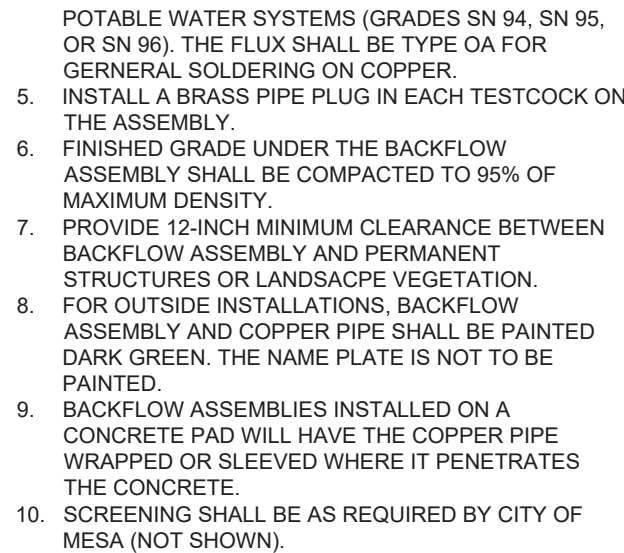 POTABLE WATER SYSTEMS (GRADES SN 94, SN 95,
OR SN 96). THE FLUX SHALL BE TYPE OA FOR
GERNERAL SOLDERING ON COPPER.
5. INSTALL A BRASS PIPE PLUG IN EACH TESTCOCK ON
THE ASSEMBLY.
6. FINISHED GRADE UNDER THE BACKFLOW
ASSEMBLY SHALL BE COMPACTED TO 95% OF
MAXIMUM DENSITY.
7. PROVIDE 12-INCH MINIMUM CLEARANCE BETWEEN
BACKFLOW ASSEMBLY AND PERMANENT
STRUCTURES OR LANDSACPE VEGETATION.
8. FOR OUTSIDE INSTALLATIONS, BACKFLOW
ASSEMBLY AND COPPER PIPE SHALL BE PAINTED
DARK GREEN. THE NAME PLATE IS NOT TO BE
PAINTED.
9. BACKFLOW ASSEMBLIES INSTALLED ON A
CONCRETE PAD WILL HAVE THE COPPER PIPE
WRAPPED OR SLEEVED WHERE IT PENETRATES
THE CONCRETE.
10. SCREENING SHALL BE AS REQUIRED BY CITY OF
MESA (NOT SHOWN).